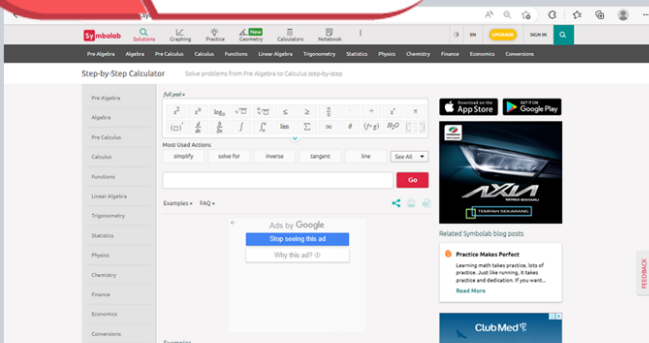 Symbolab
Solutions
Graphing
Practice
New
Geometry
Calculators
Notebook
EN
UPGRADE
SIGN IN
Pre Algebra Algebra Pre Calculus Calculus Functions Linear Algebra Trigonometry Statistics Physics Chemistry Finance Economics Conversions
Step-by-Step Calculator Solve problems from Pre Algebra to Calculus step-by-step
Pre Algebra
Algebra
Pre Calculus
Calculus
Functions
Linear Algebra
Trigonometry
Statistics
Physics
Chemistry
Finance
Economics
Conversions
full pad »
Most Used Actions
simplify solve for inverse tangent line See All
Go
Examples » FAQ »
Ads by Google
Stop seeing this ad
Why this ad?
Examples
Download on the
App Store
GET IT ON
Google Play
AXIA
TEMPAH SEKARANG
Related Symbolab blog posts
Practice Makes Perfect
Learning math takes practice, lots of
practice. Just like running, it takes
practice and dedication. If you want...
Read More
Club Med
FEEDBACK